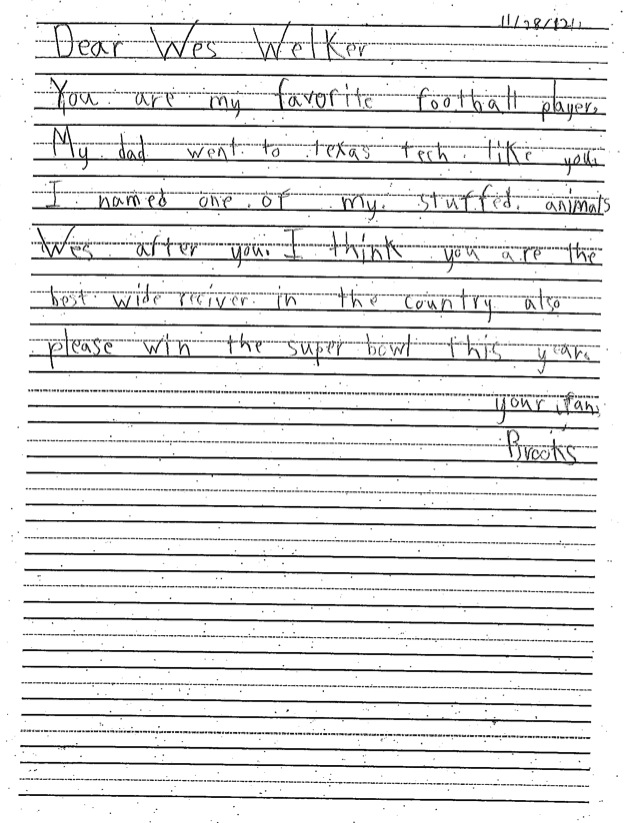 11/28/12
Dear Wes Welker
You are my favorite football player.
My dad went to texas tech like you.
I named one of my stuffed animals
Wes after you. I think you are the
best wide reciver in the country also
please win the super bowl this year.
your fan,
Brooks